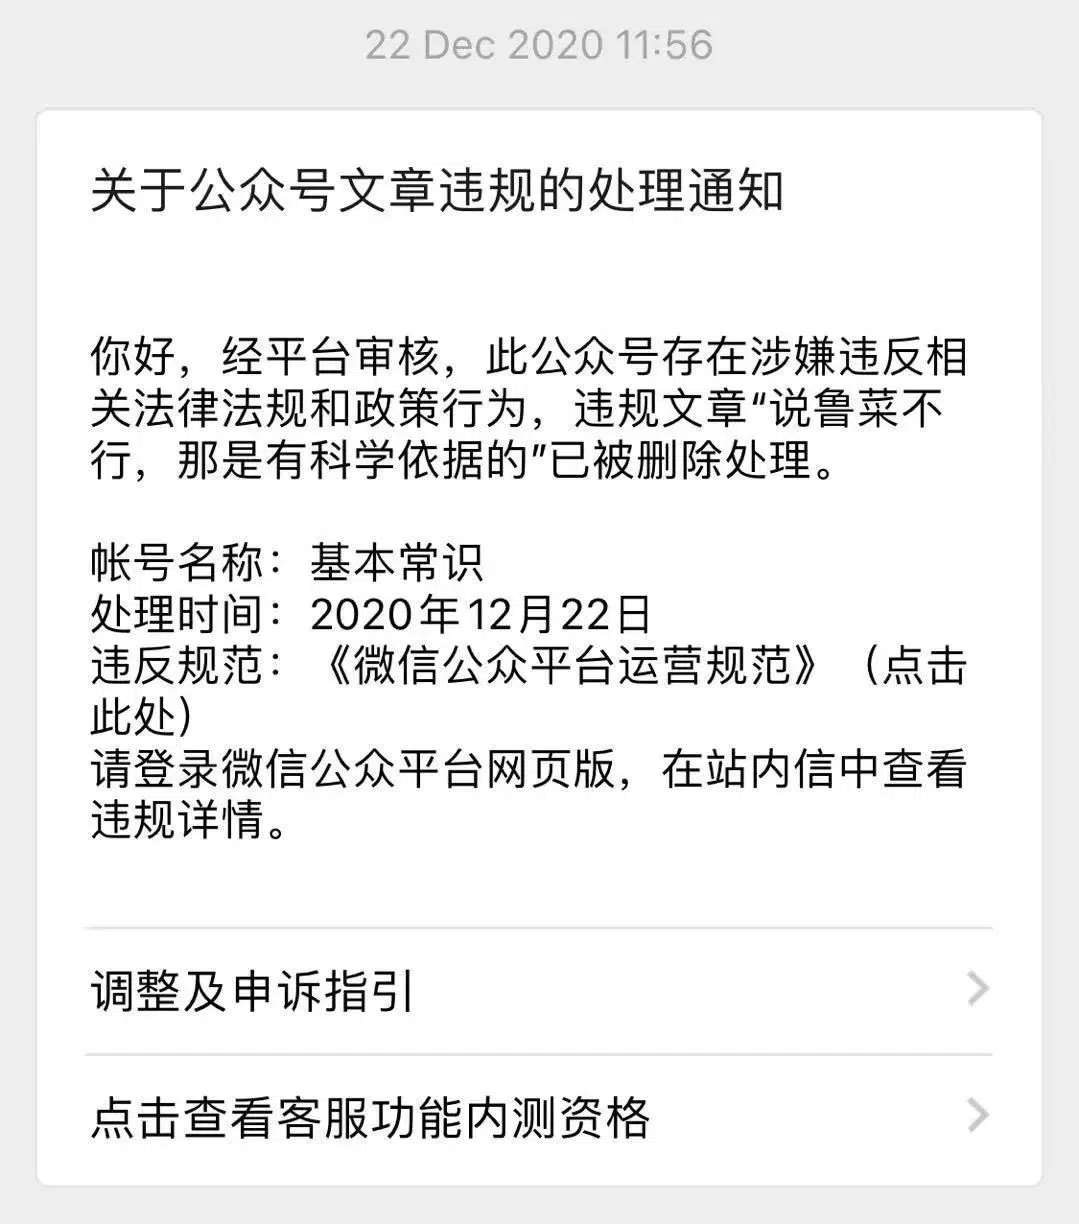 22 Dec 2020 11:56
关于公众号文章违规的处理通知
你好，经平台审核，此公众号存在涉嫌违反相
关法律法规和政策行为，违规文章“说鲁菜不
行，那是有科学依据的”已被删除处理。
帐号名称：基本常识
处理时间：2020年12月22日
违反规范：《微信公众平台运营规范》（点击
此处）
请登录微信公众平台网页版，在站内信中查看
违规详情。
调整及申诉指引
点击查看客服功能内测资格